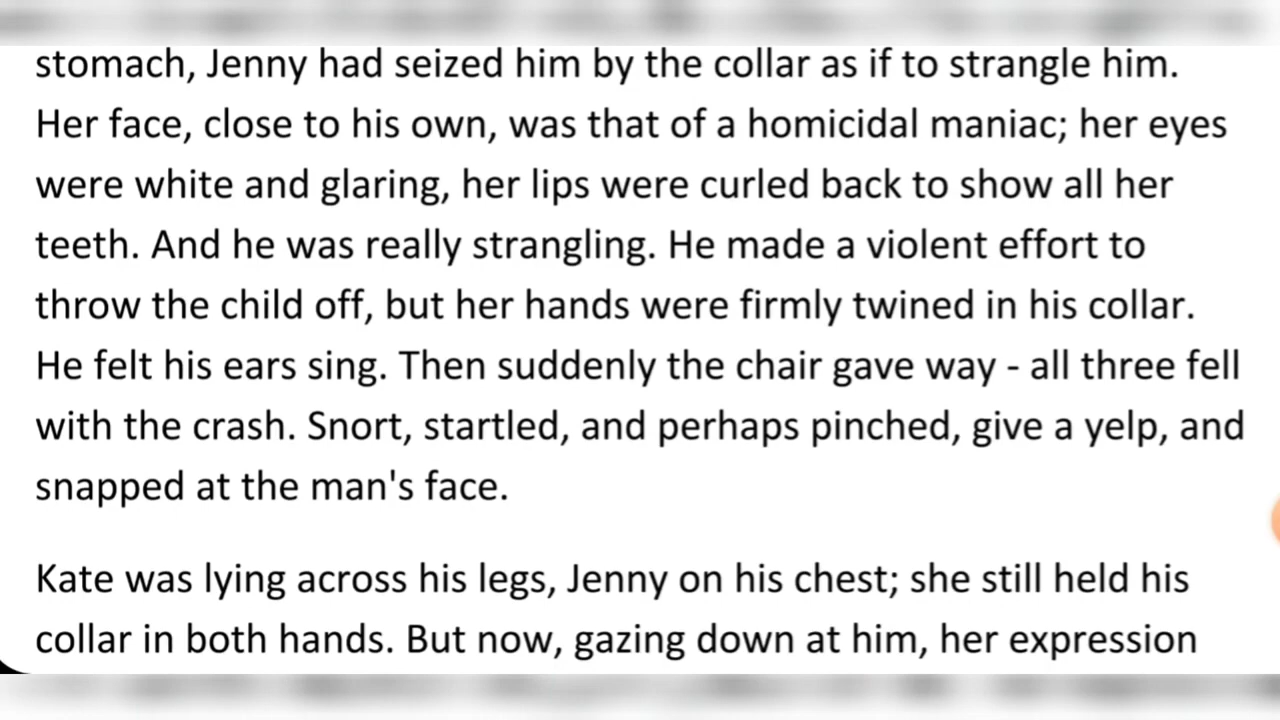 stomach, Jenny had seized him by the collar as if to strangle him.
Her face, close to his own, was that of a homicidal maniac; her eyes
were white and glaring, her lips were curled back to show all her
teeth. And he was really strangling. He made a violent effort to
throw the child off, but her hands were firmly twined in his collar.
He felt his ears sing. Then suddenly the chair gave way - all three fell
with the crash. Snort, startled, and perhaps pinched, give a yelp, and
snapped at the man's face.
Kate was lying across his legs, Jenny on his chest; she still held his
collar in both hands. But now, gazing down at him, her expression